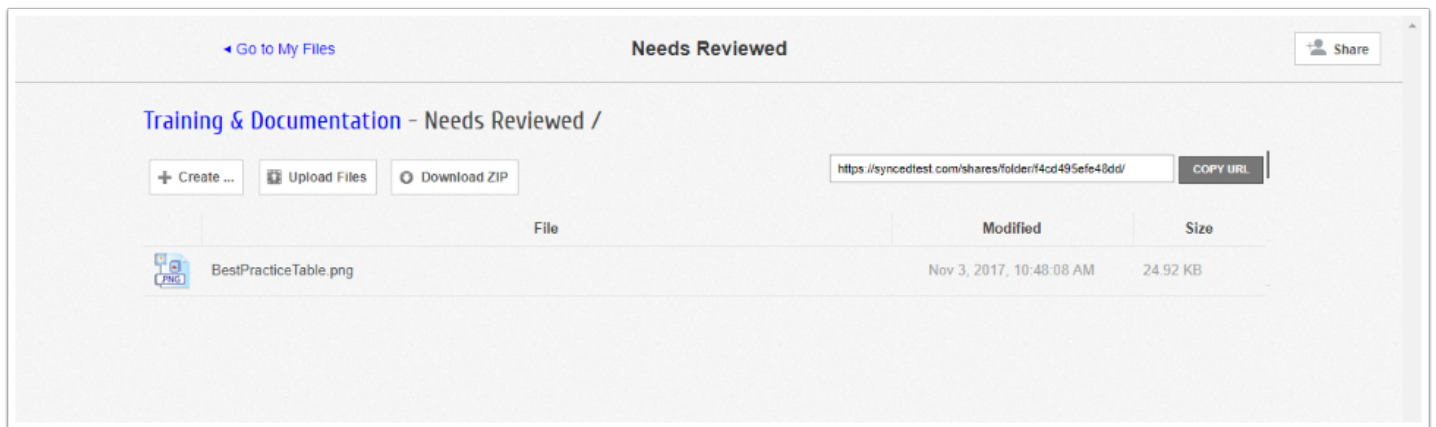 ◂ Go to My Files
Needs Reviewed
Share
Training & Documentation - Needs Reviewed /
+ Create ...
Upload Files
Download ZIP
https://syncedtest.com/shares/folder/f4cd495efe48dd/
COPY URL
File
Modified
Size
PNG
BestPracticeTable.png
Nov 3, 2017, 10:48:08 AM
24.92 KB